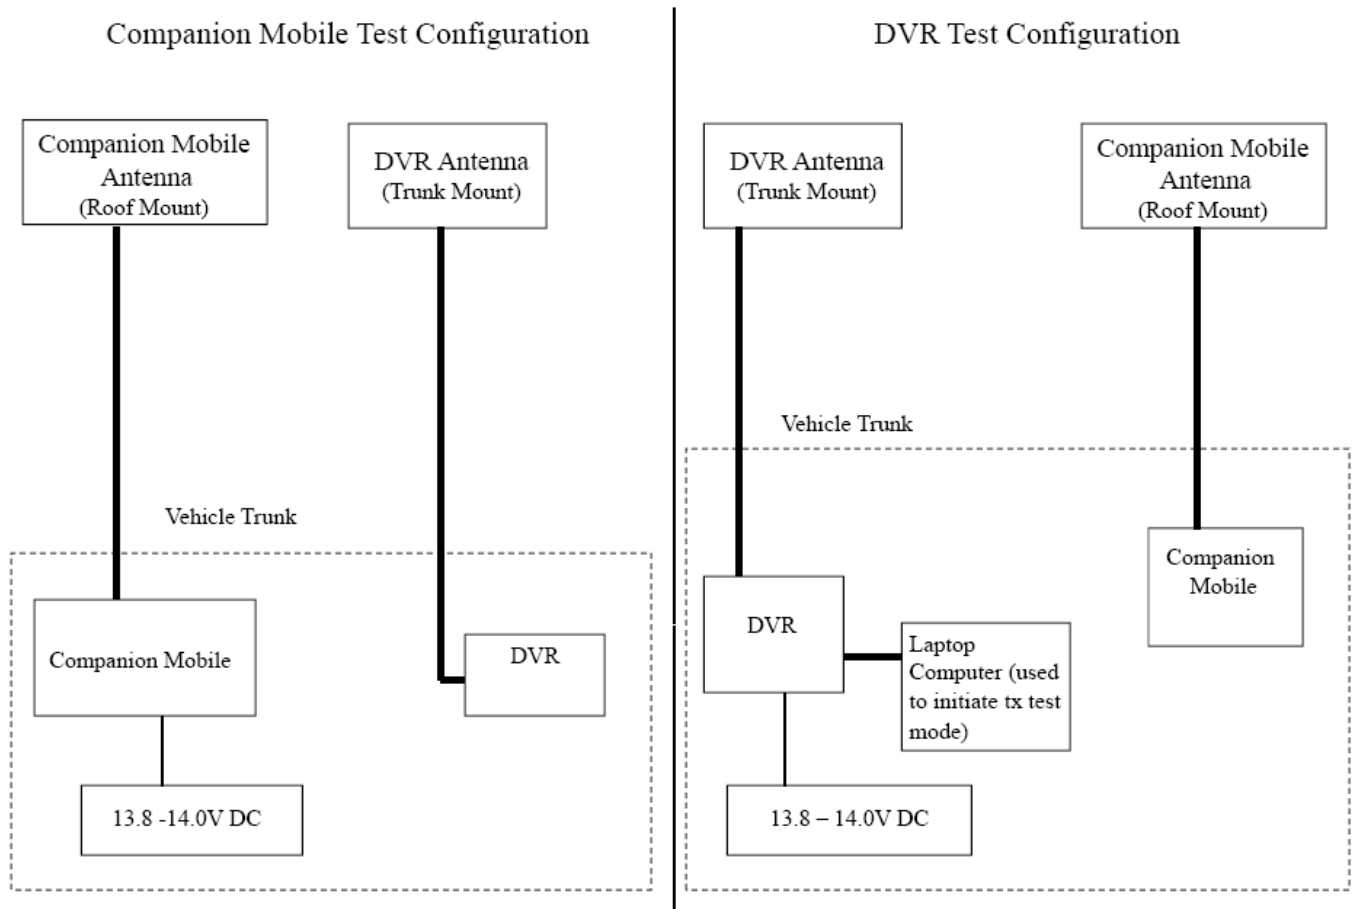 Companion Mobile Test Configuration
Companion Mobile
Antenna
(Roof Mount)
DVR Antenna
(Trunk Mount)
Vehicle Trunk
Companion Mobile
DVR
13.8 -14.0V DC
DVR Test Configuration
DVR Antenna
(Trunk Mount)
Companion Mobile
Antenna
(Roof Mount)
Vehicle Trunk
Companion
Mobile
DVR
Laptop
Computer (used
to initiate tx test
mode)
13.8 – 14.0V DC